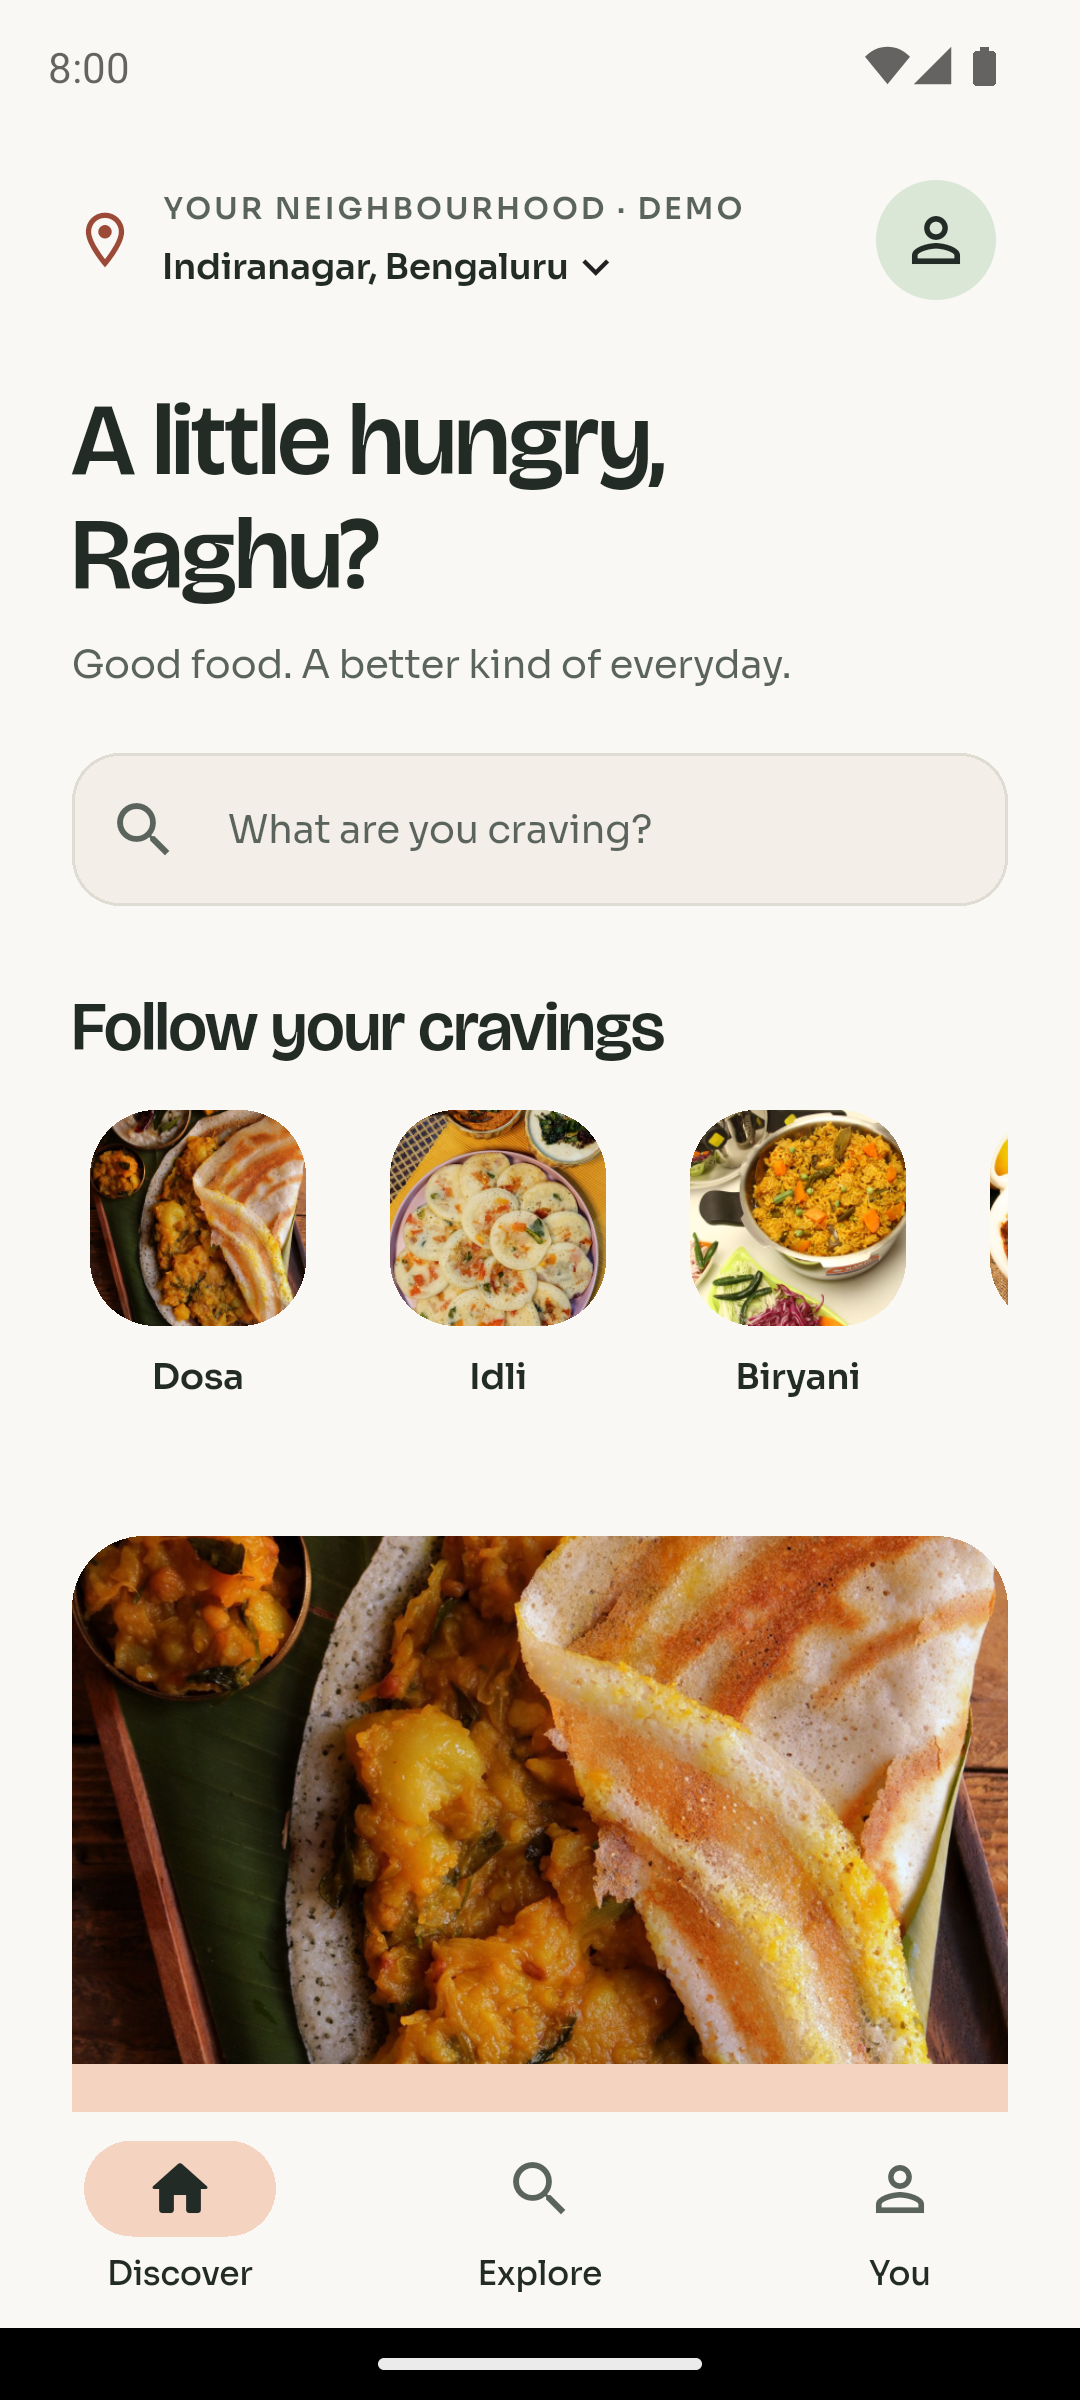 8:00
YOUR NEIGHBOURHOOD · DEMO
Indiranagar, Bengaluru
A little hungry,
Raghu?
Good food. A better kind of everyday.
What are you craving?
Follow your cravings
Dosa
Idli
Biryani
Discover
Explore
You